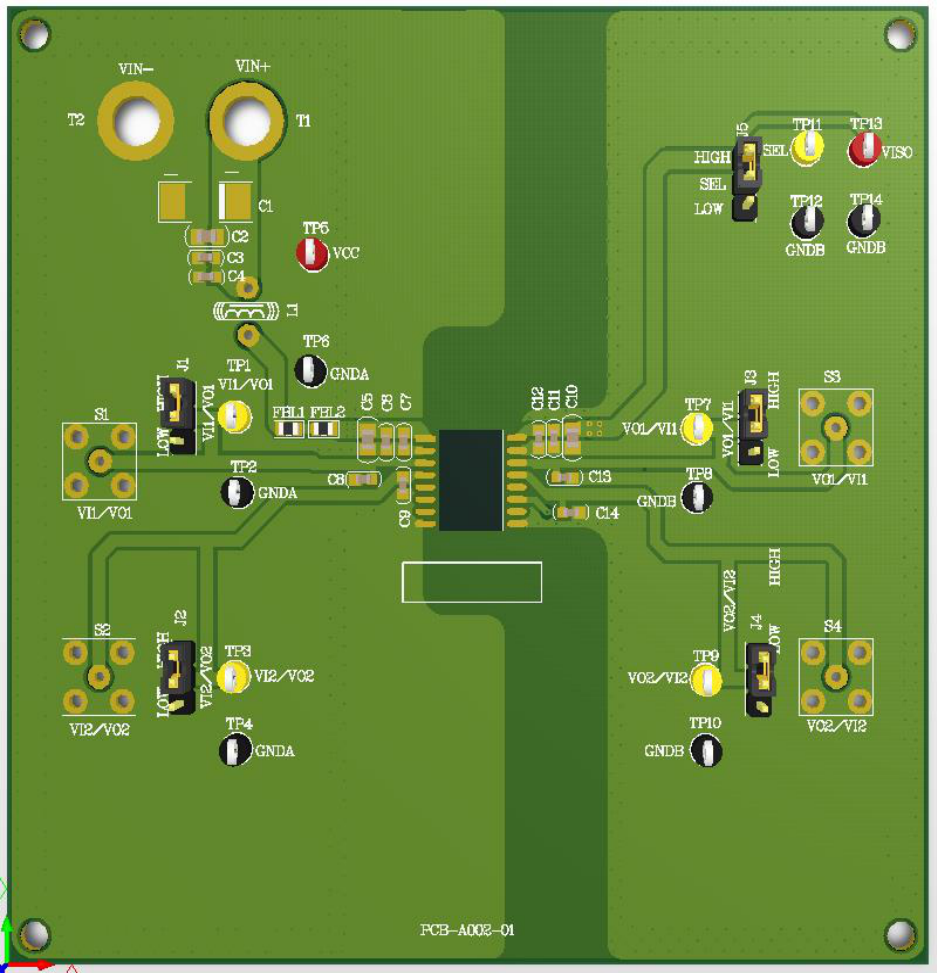 VIN-
VIN+
T2
T1
C1
C2
C3
C4
TP5
VCC
L1
TP6
GNDA
J5
HIGH
SEL
LOW
TP11
SEL
TP13
VISO
TP12
GNDB
TP14
GNDB
J1
LOW
VI1/VO1
TP1
VI1/VO1
FBL1
FBL2
C5
C6
C7
S1
VI1/VO1
TP2
GNDA
C8
C9
C12
C11
C10
C13
C14
TP7
VO1/VI1
TP8
GNDB
J3
HIGH
VO1/VI1
LOW
S3
VO1/VI1
VI2/VO2
J2
LOW
VI2/VO2
TP3
VI2/VO2
TP4
GNDA
HIGH
VO2/VI2
J4
LOW
TP9
VO2/VI2
S4
VO2/VI2
TP10
GNDB
PCB-A002-01